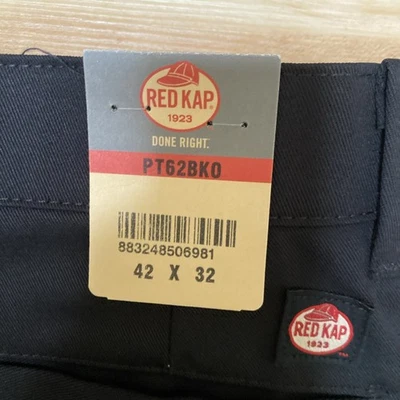 RED KAP
1923
DONE RIGHT.
PT62BK0
883248506981
42 X 32
RED KAP
1923